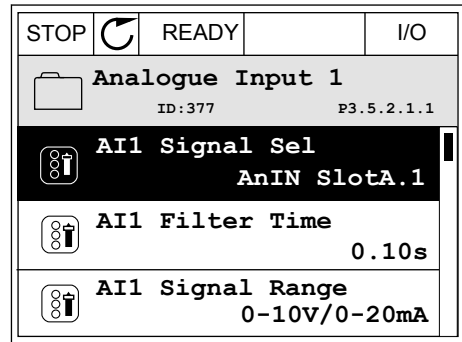 STOP READY I/O
Analogue Input 1
ID:377 P3.5.2.1.1
AI1 Signal Sel
AnIN SlotA.1
AI1 Filter Time
0.10s
AI1 Signal Range
0-10V/0-20mA